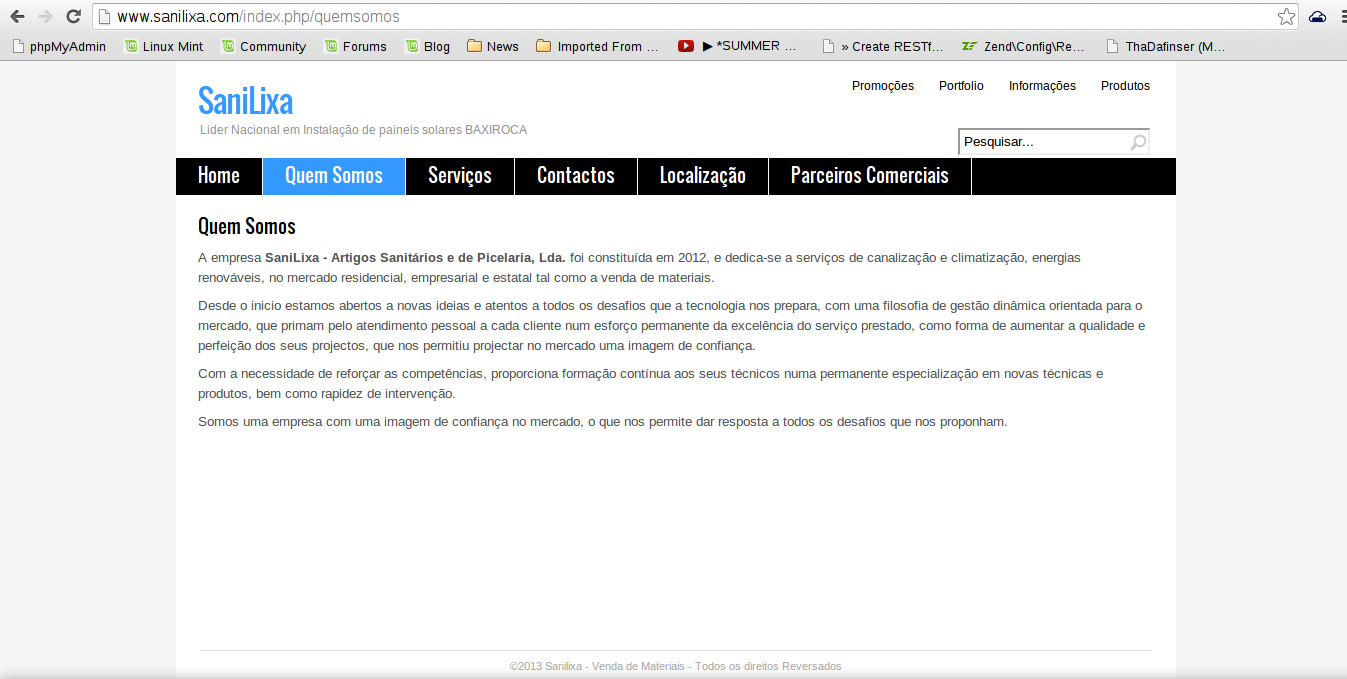 www.sanilixa.com/index.php/quemsomos
phpMyAdmin Linux Mint Community Forums Blog News Imported From ... ▶ *SUMMER ... » Create RESTf... Zend\Config\Re... ThaDafinser (M...
Promoções Portfolio Informações Produtos
SaniLixa
Lider Nacional em Instalação de paineis solares BAXIROCA
Pesquisar...
Home Quem Somos Serviços Contactos Localização Parceiros Comerciais
Quem Somos
A empresa SaniLixa - Artigos Sanitários e de Picelaria, Lda. foi constituída em 2012, e dedica-se a serviços de canalização e climatização, energias
renováveis, no mercado residencial, empresarial e estatal tal como a venda de materiais.
Desde o inicio estamos abertos a novas ideias e atentos a todos os desafios que a tecnologia nos prepara, com uma filosofia de gestão dinâmica orientada para o
mercado, que primam pelo atendimento pessoal a cada cliente num esforço permanente da excelência do serviço prestado, como forma de aumentar a qualidade e
perfeição dos seus projectos, que nos permitiu projectar no mercado uma imagem de confiança.
Com a necessidade de reforçar as competências, proporciona formação contínua aos seus técnicos numa permanente especialização em novas técnicas e
produtos, bem como rapidez de intervenção.
Somos uma empresa com uma imagem de confiança no mercado, o que nos permite dar resposta a todos os desafios que nos proponham.
©2013 Sanilixa - Venda de Materiais - Todos os direitos Reversados